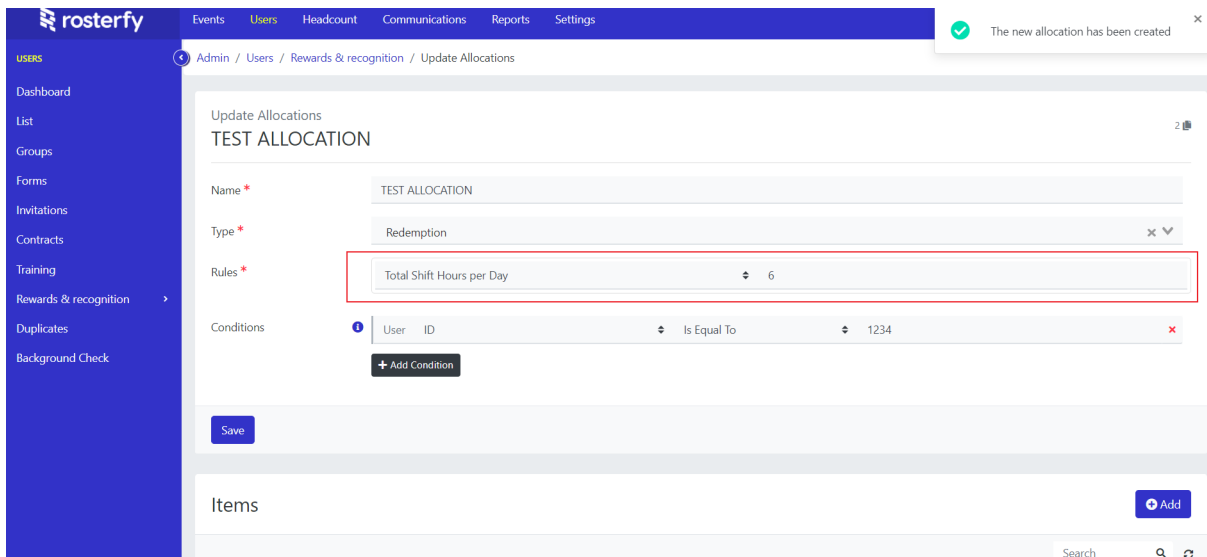 rosterfy
Events Users Headcount Communications Reports Settings
The new allocation has been created
USERS
Admin / Users / Rewards & recognition / Update Allocations
Dashboard
List
Groups
Forms
Invitations
Contracts
Training
Rewards & recognition
Duplicates
Background Check
Update Allocations
TEST ALLOCATION
2
Name *
TEST ALLOCATION
Type *
Redemption
Rules *
Total Shift Hours per Day 6
Conditions
User ID Is Equal To 1234
+ Add Condition
Save
Items
Add
Search